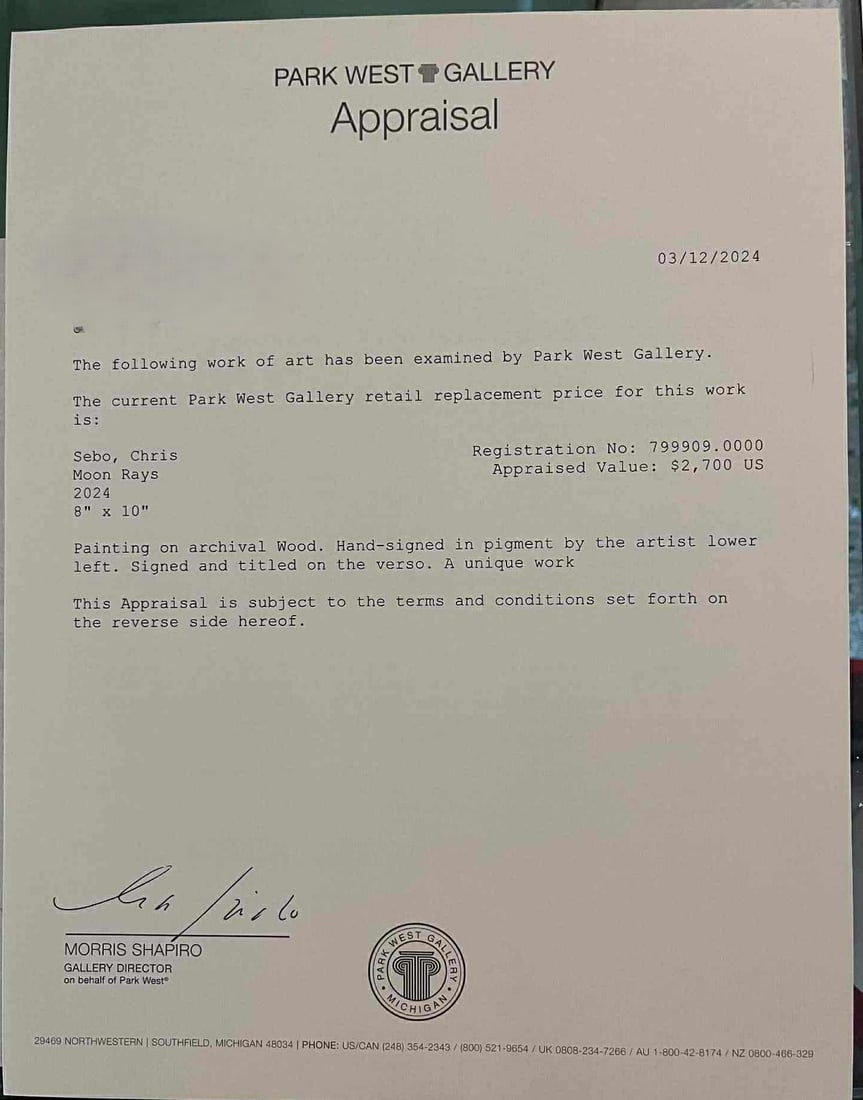 PARK WEST GALLERY
Appraisal
03/12/2024
The following work of art has been examined by Park West Gallery.
The current Park West Gallery retail replacement price for this work
is:
Sebo, Chris
Moon Rays
2024
8" x 10"
Registration No: 799909.0000
Appraised Value: $2,700 US
Painting on archival Wood. Hand-signed in pigment by the artist lower
left. Signed and titled on the verso. A unique work
This Appraisal is subject to the terms and conditions set forth on
the reverse side hereof.
MORRIS SHAPIRO
GALLERY DIRECTOR
on behalf of Park West®
PARK WEST GALLERY
MICHIGAN
29469 NORTHWESTERN | SOUTHFIELD, MICHIGAN 48034 | PHONE: US/CAN (248) 354-2343 / (800) 521-9654 / UK 0808-234-7266 / AU 1-800-42-8174 / NZ 0800-466-329